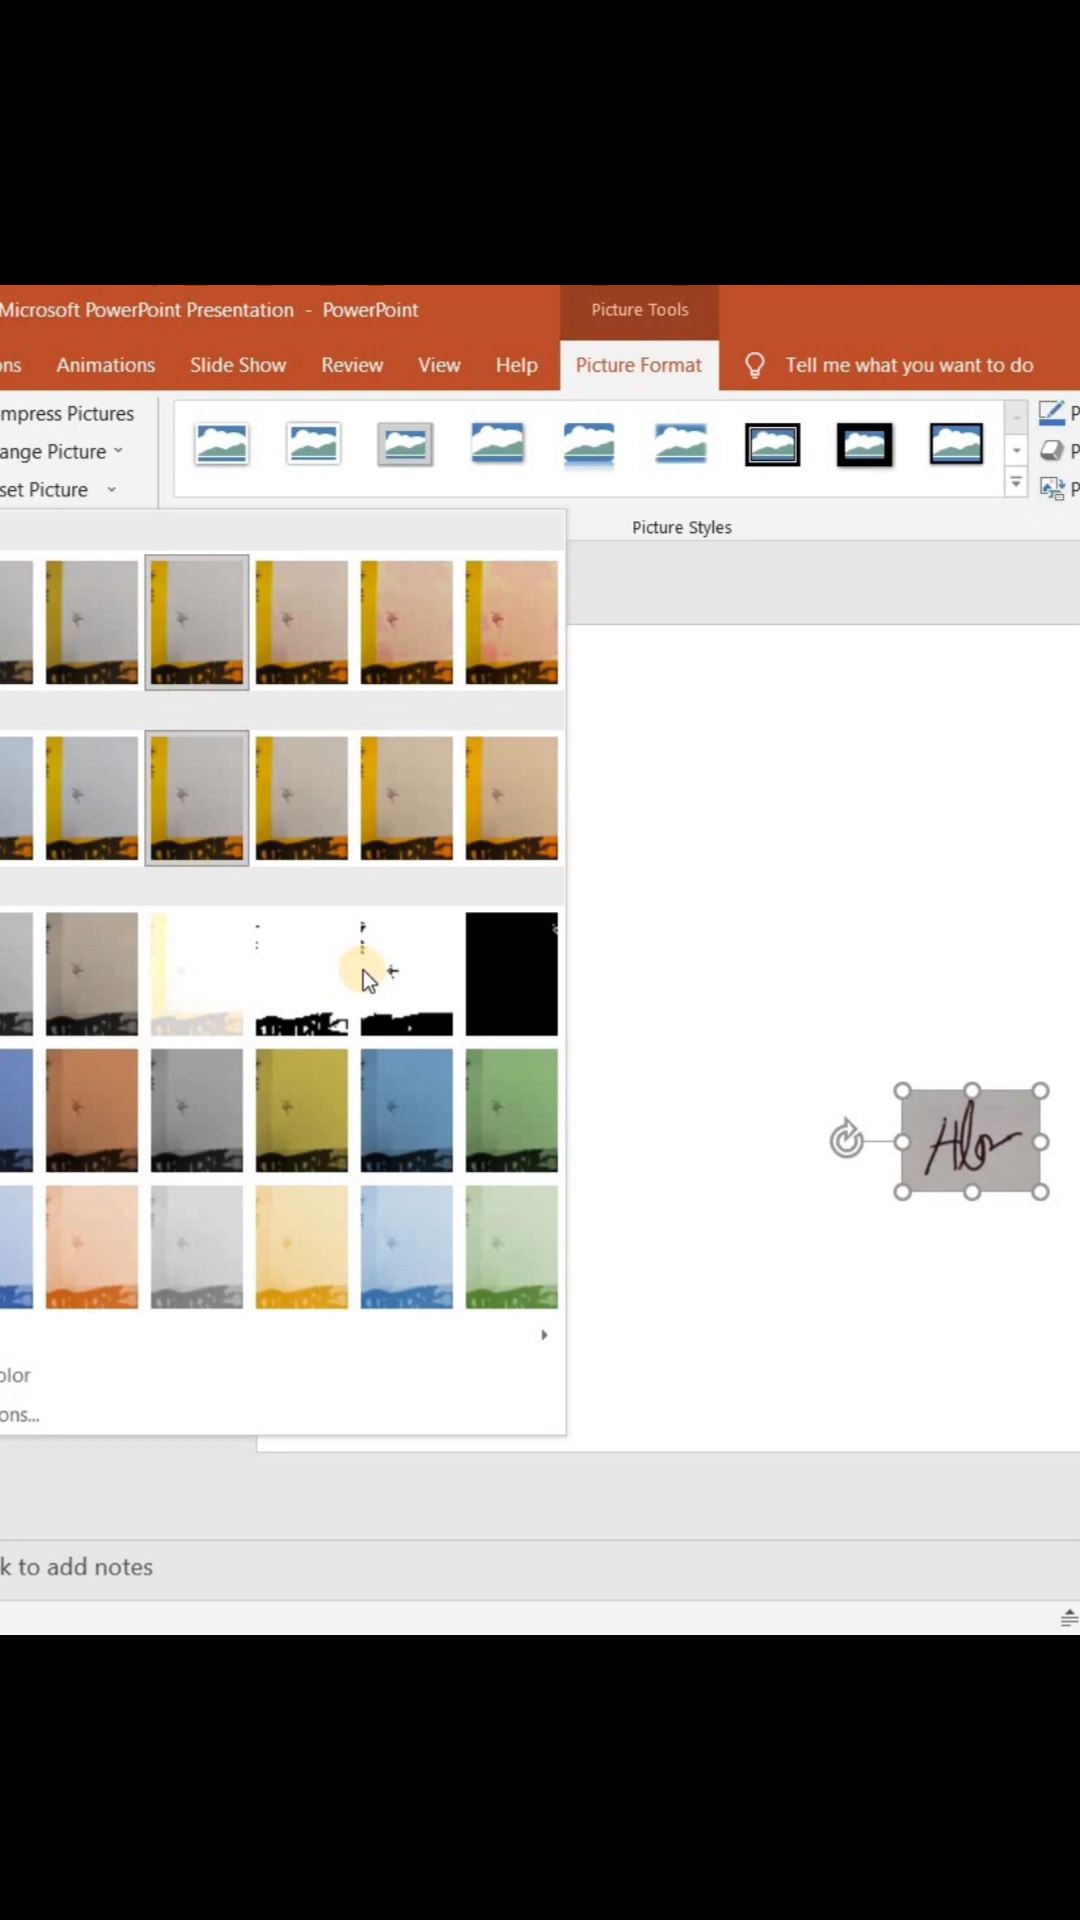 Microsoft PowerPoint Presentation - PowerPoint
Picture Tools
ons Animations Slide Show Review View Help Picture Format Tell me what you want to do
mpress Pictures
ange Picture
set Picture
P
P
P
Picture Styles
olor
ons...
k to add notes